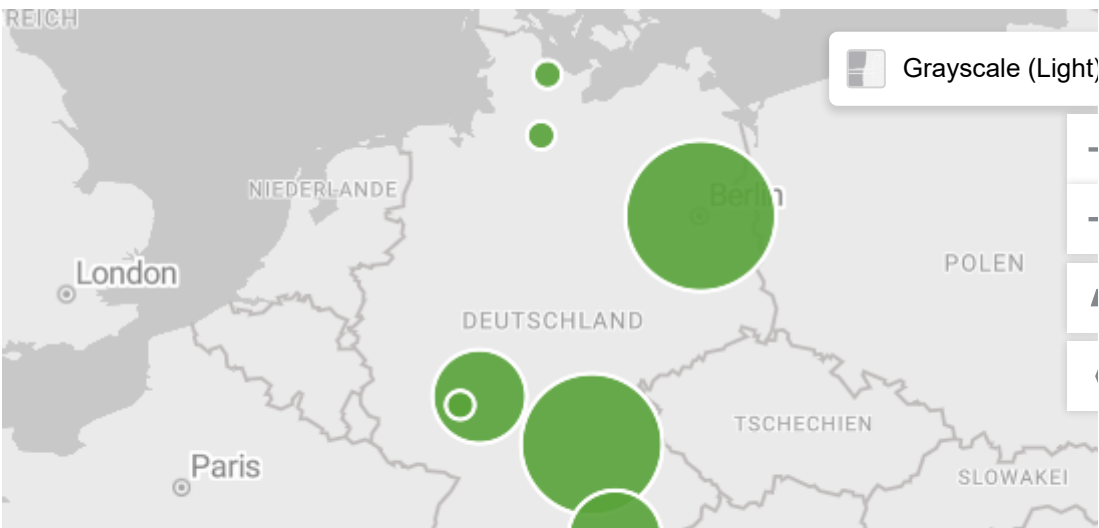 REICH
Grayscale (Light)
Berlin
NIEDERLANDE
London
POLEN
DEUTSCHLAND
TSCHECHIEN
Paris
SLOWAKEI